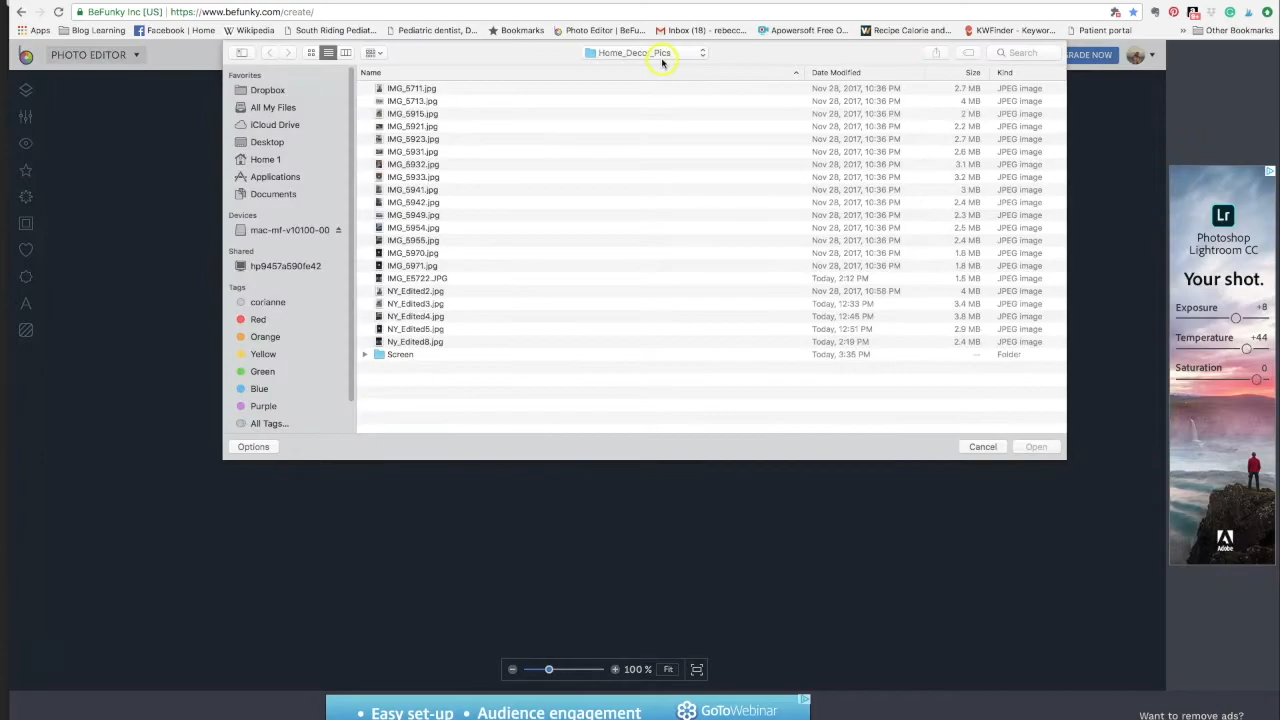 BeFunky Inc [US] https://www.befunky.com/create/
Apps Blog Learning Facebook | Home South Riding Pediatr... Pediatric dentist, D... Bookmarks Photo Editor | BeFu... Inbox (18) - rebecc... Apowersoft Free O... Recipe Calorie and... KWFinder - Keywor... Patient portal » Other Bookmarks
PHOTO EDITOR
Home_Deco Pics
Search
GRADE NOW
Favorites
Dropbox
All My Files
iCloud Drive
Desktop
Home 1
Applications
Documents
Devices
mac-mf-v10100-00
Shared
hp9457a590fe42
Tags
corianne
Red
Orange
Yellow
Green
Blue
Purple
All Tags...
Name Date Modified Size Kind
IMG_5711.jpg Nov 28, 2017, 10:36 PM 2.7 MB JPEG image
IMG_5713.jpg Nov 28, 2017, 10:36 PM 4 MB JPEG image
IMG_5915.jpg Nov 28, 2017, 10:36 PM 2 MB JPEG image
IMG_5921.jpg Nov 28, 2017, 10:36 PM 2.2 MB JPEG image
IMG_5923.jpg Nov 28, 2017, 10:36 PM 2.7 MB JPEG image
IMG_5931.jpg Nov 28, 2017, 10:36 PM 2.6 MB JPEG image
IMG_5932.jpg Nov 28, 2017, 10:36 PM 3.1 MB JPEG image
IMG_5933.jpg Nov 28, 2017, 10:36 PM 3.2 MB JPEG image
IMG_5941.jpg Nov 28, 2017, 10:36 PM 3 MB JPEG image
IMG_5942.jpg Nov 28, 2017, 10:36 PM 2.4 MB JPEG image
IMG_5949.jpg Nov 28, 2017, 10:36 PM 2.3 MB JPEG image
IMG_5954.jpg Nov 28, 2017, 10:36 PM 2.5 MB JPEG image
IMG_5955.jpg Nov 28, 2017, 10:36 PM 2.4 MB JPEG image
IMG_5970.jpg Nov 28, 2017, 10:36 PM 1.8 MB JPEG image
IMG_5971.jpg Nov 28, 2017, 10:36 PM 1.8 MB JPEG image
IMG_E5722.JPG Today, 2:12 PM 1.5 MB JPEG image
NY_Edited2.jpg Nov 28, 2017, 10:58 PM 4 MB JPEG image
NY_Edited3.jpg Today, 12:33 PM 3.4 MB JPEG image
NY_Edited4.jpg Today, 12:45 PM 3.8 MB JPEG image
NY_Edited5.jpg Today, 12:51 PM 2.9 MB JPEG image
Ny_Edited8.jpg Today, 2:19 PM 2.4 MB JPEG image
Screen Today, 3:35 PM -- Folder
Options Cancel Open
Lr
Photoshop
Lightroom CC
Your shot.
Exposure +8
Temperature +44
Saturation 0
Adobe
100 % Fit
• Easy set-up • Audience engagement GoToWebinar
Want to remove ads?